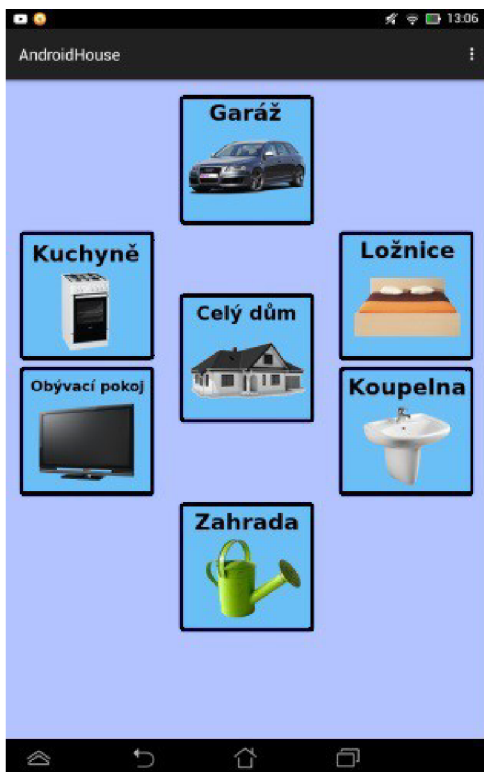 13:06
AndroidHouse
Garáž
Kuchyně
Ložnice
Celý dům
Obývací pokoj
Koupelna
Zahrada